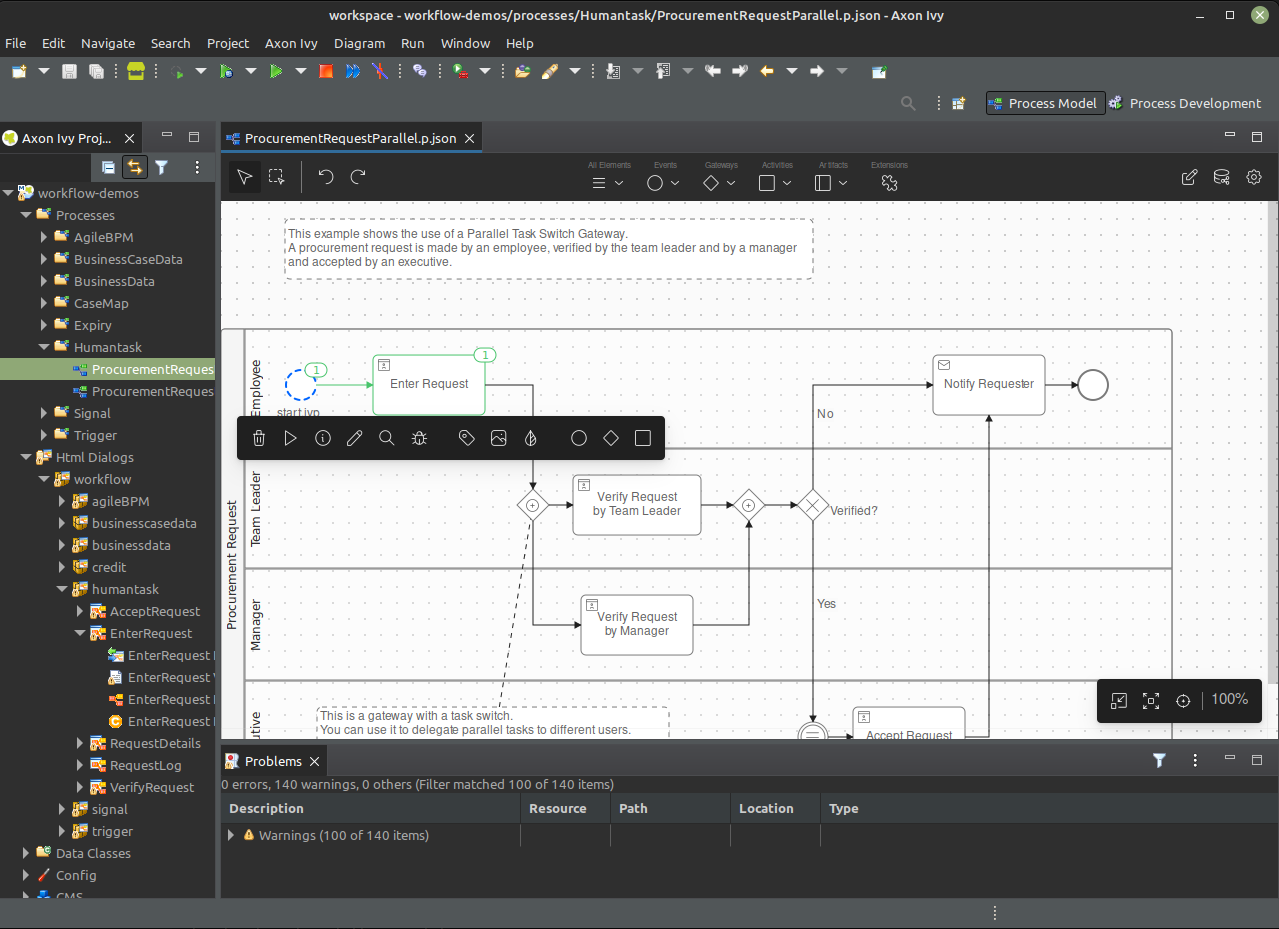 workspace - workflow-demos/processes/Humantask/ProcurementRequestParallel.p.json - Axon Ivy
File Edit Navigate Search Project Axon Ivy Diagram Run Window Help
Process Model Process Development
Axon Ivy Proj...
ProcurementRequestParallel.p.json
All Elements Events Gateways Activities Artifacts Extensions
workflow-demos
Processes
AgileBPM
BusinessCaseData
BusinessData
CaseMap
Expiry
Humantask
ProcurementReques
ProcurementReques
Signal
Trigger
Html Dialogs
workflow
agileBPM
businesscasedata
businessdata
credit
humantask
AcceptRequest
EnterRequest
EnterRequest
EnterRequest
EnterRequest
EnterRequest
RequestDetails
RequestLog
VerifyRequest
signal
trigger
Data Classes
Config
CMS
This example shows the use of a Parallel Task Switch Gateway.
A procurement request is made by an employee, verified by the team leader and by a manager
and accepted by an executive.
Procurement Request
Employee
1
1
start.ivp
Enter Request
Notify Requester
No
Team Leader
Verify Request
by Team Leader
Verified?
Manager
Verify Request
by Manager
Yes
utive
This is a gateway with a task switch.
You can use it to delegate parallel tasks to different users.
Accept Request
100%
Problems
0 errors, 140 warnings, 0 others (Filter matched 100 of 140 items)
Description Resource Path Location Type
Warnings (100 of 140 items)